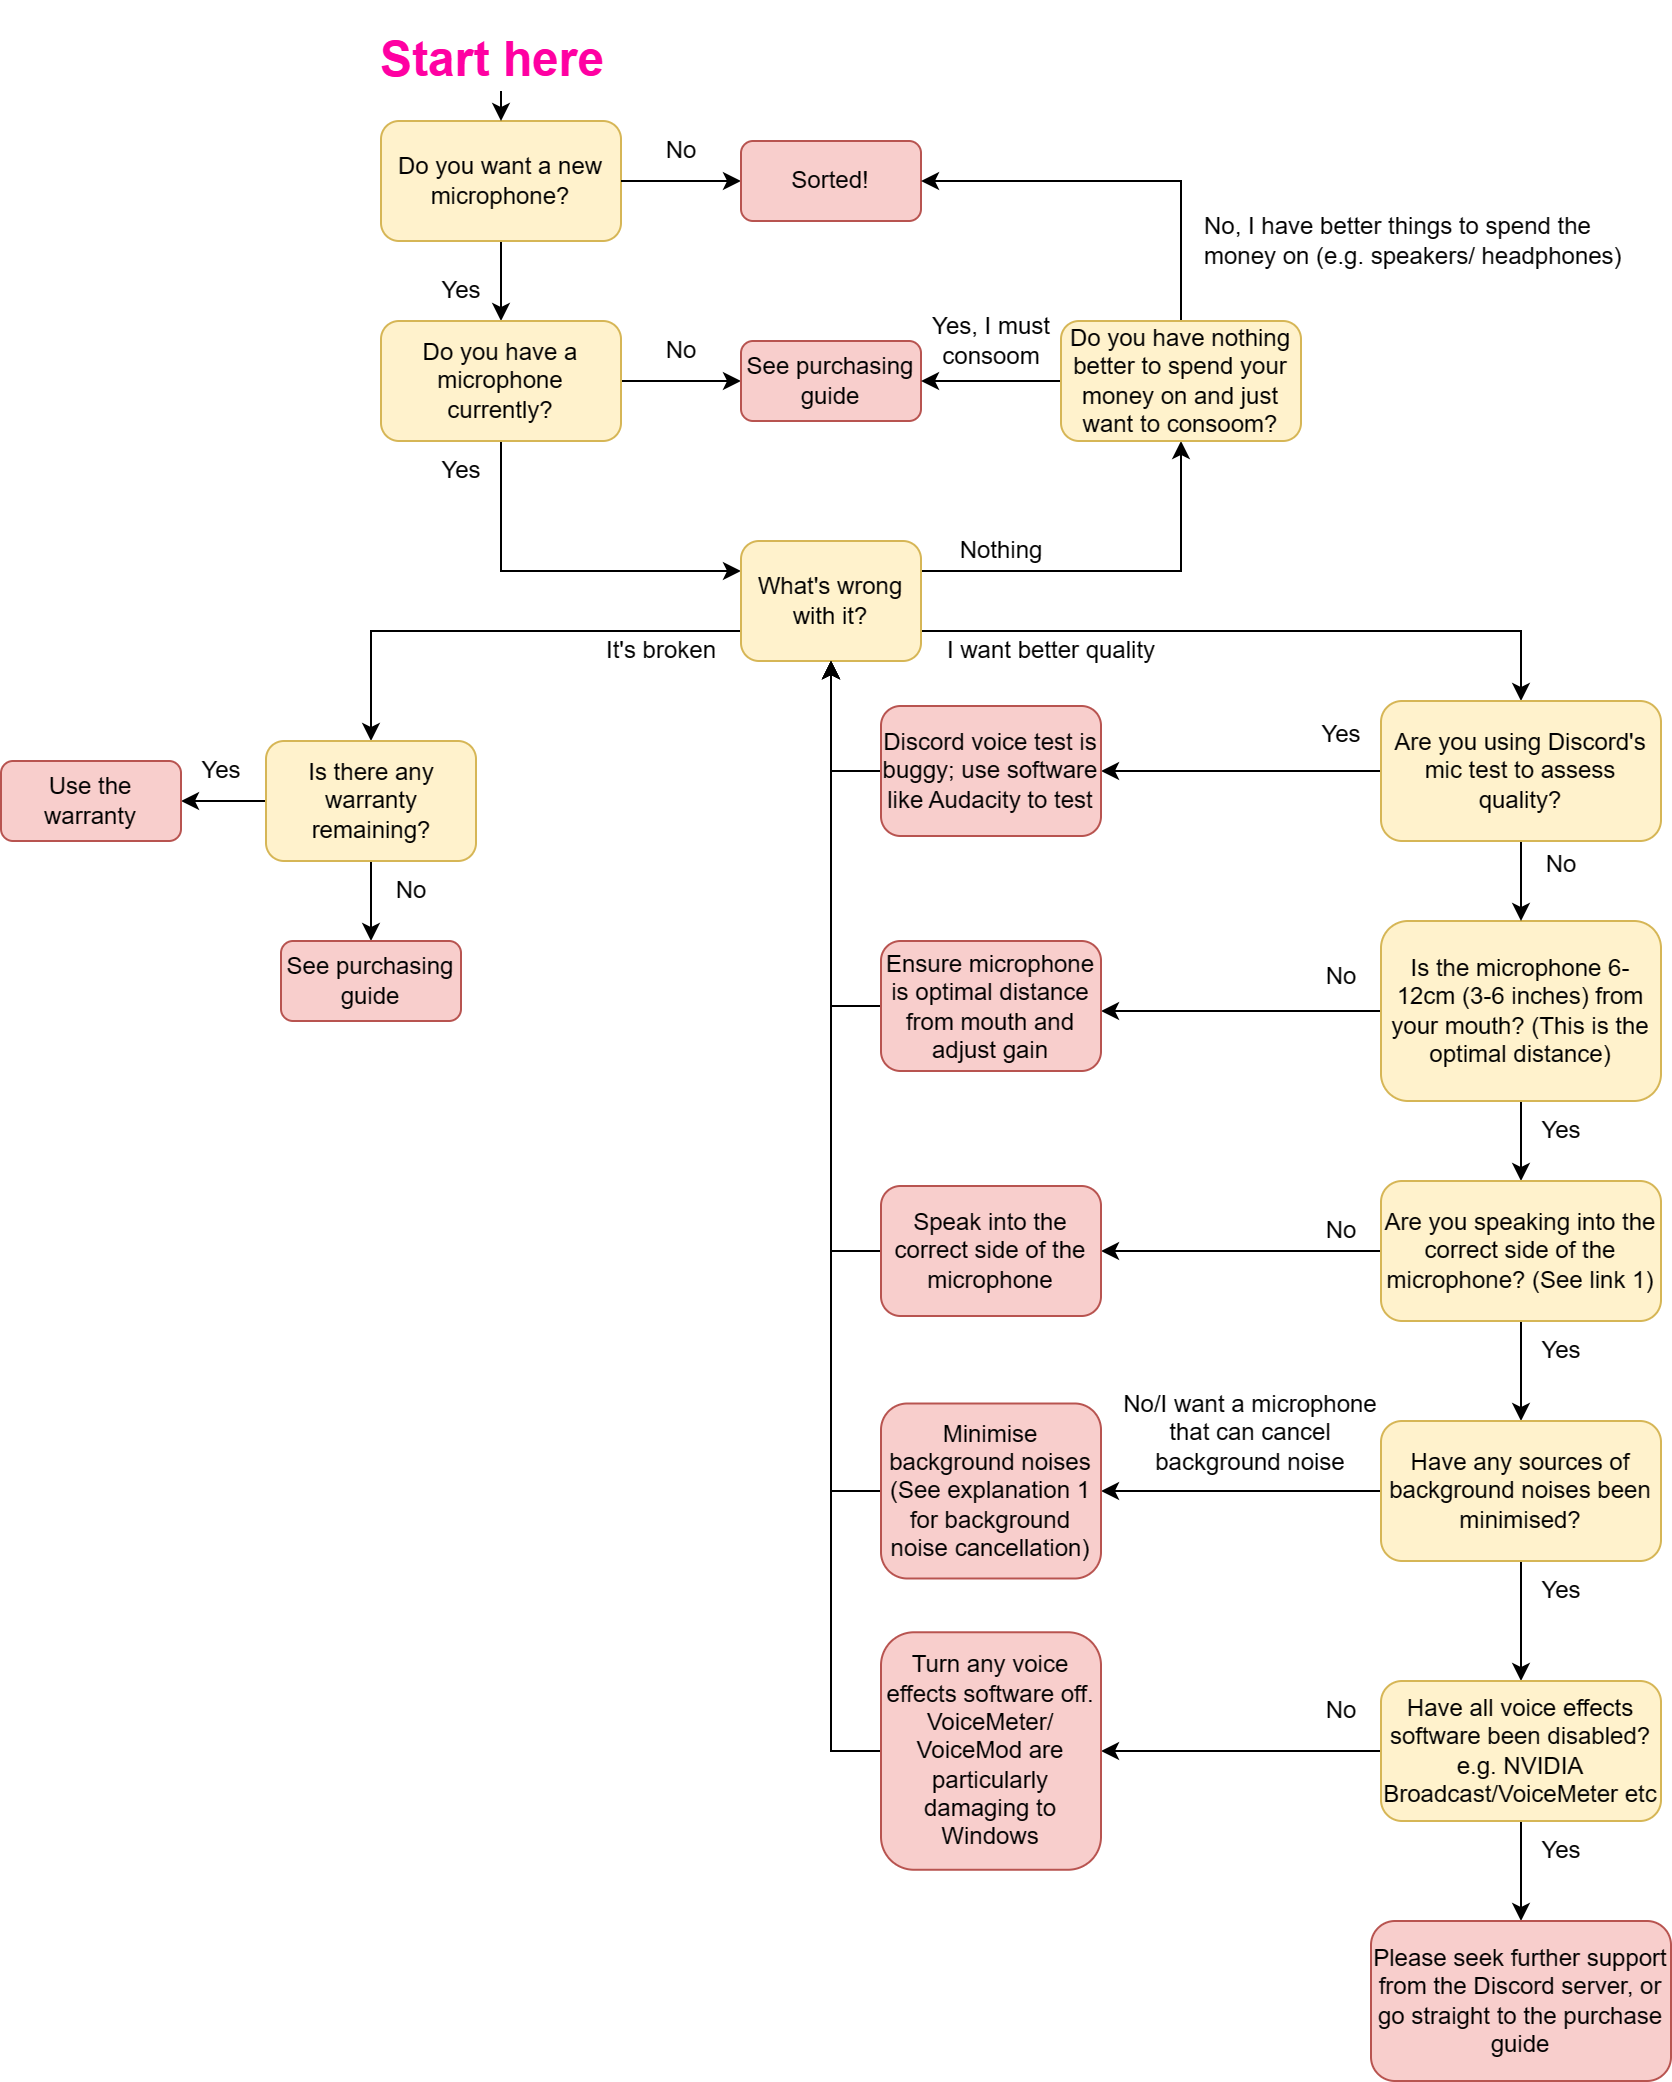 Start here
Do you want a new
microphone?
No
Sorted!
No, I have better things to spend the
money on (e.g. speakers/ headphones)
Yes
Do you have a
microphone
currently?
No
See purchasing
guide
Yes, I must
consoom
Do you have nothing
better to spend your
money on and just
want to consoom?
Yes
What's wrong
with it?
Nothing
It's broken
I want better quality
Is there any
warranty
remaining?
Yes
Use the
warranty
No
See purchasing
guide
Are you using Discord's
mic test to assess
quality?
Yes
Discord voice test is
buggy; use software
like Audacity to test
No
Is the microphone 6-
12cm (3-6 inches) from
your mouth? (This is the
optimal distance)
No
Ensure microphone
is optimal distance
from mouth and
adjust gain
Yes
Are you speaking into the
correct side of the
microphone? (See link 1)
No
Speak into the
correct side of the
microphone
Yes
Have any sources of
background noises been
minimised?
No/I want a microphone
that can cancel
background noise
Minimise
background noises
(See explanation 1
for background
noise cancellation)
Yes
Have all voice effects
software been disabled?
e.g. NVIDIA
Broadcast/VoiceMeter etc
No
Turn any voice
effects software off.
VoiceMeter/
VoiceMod are
particularly
damaging to
Windows
Yes
Please seek further support
from the Discord server, or
go straight to the purchase
guide